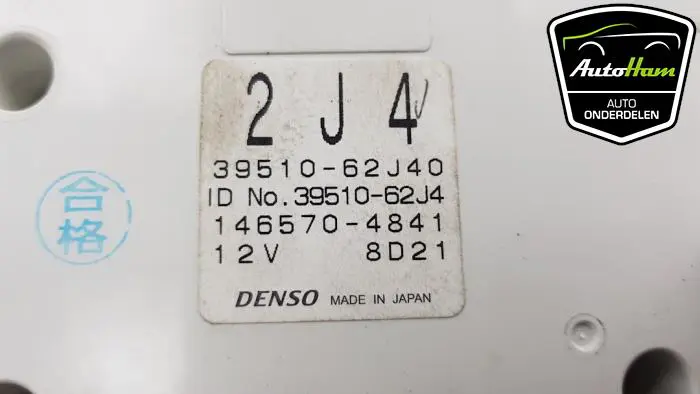 2 J 4
39510-62J40
ID No.39510-62J4
146570-4841
12V 8D21
DENSO MADE IN JAPAN
合格
AutoHam
AUTO
ONDERDELEN